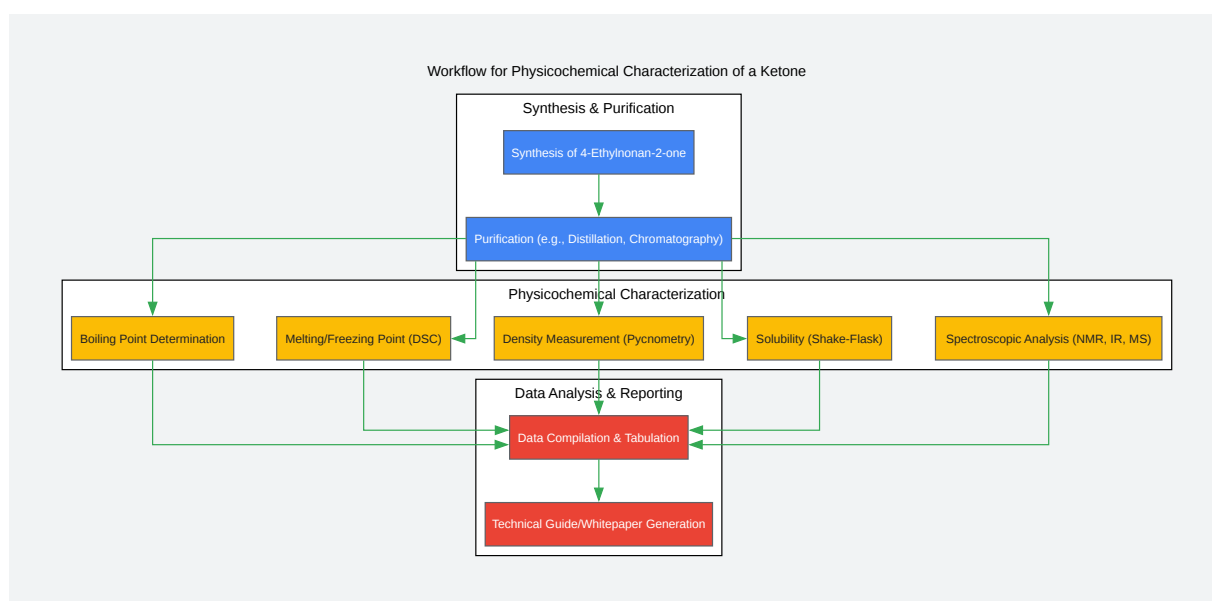 Workflow for Physicochemical Characterization of a Ketone
Synthesis & Purification
Synthesis of 4-Ethylnonan-2-one
Purification (e.g., Distillation, Chromatography)
Physicochemical Characterization
Boiling Point Determination
Melting/Freezing Point (DSC)
Density Measurement (Pycnometry)
Solubility (Shake-Flask)
Spectroscopic Analysis (NMR, IR, MS)
Data Analysis & Reporting
Data Compilation & Tabulation
Technical Guide/Whitepaper Generation